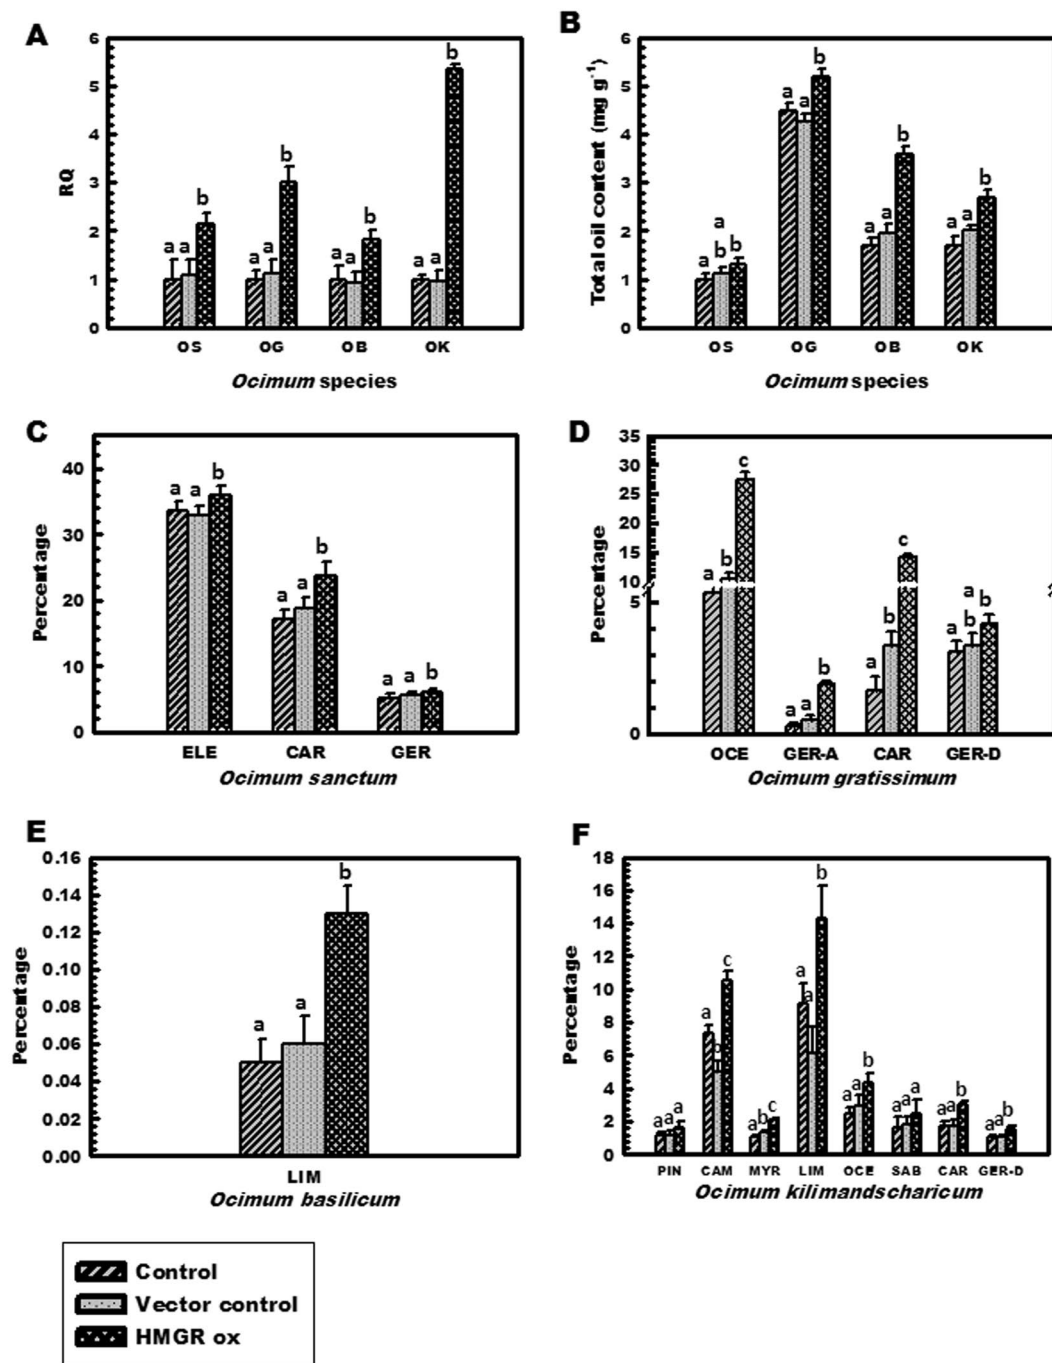 A
6
5
4
3
2
1
0
RQ
a a b
a a b
a a b
a a b
OS OG OB OK
Ocimum species
B
6
5
4
3
2
1
0
Total oil content (mg g⁻¹)
a
a b b
a a b
a a b
a a b
OS OG OB OK
Ocimum species
C
40
30
20
10
0
Percentage
a a b
a a b
a a b
ELE CAR GER
Ocimum sanctum
D
35
30
25
20
15
10
5
0
Percentage
a b c
a a b
a b c
a
a b b
OCE GER-A CAR GER-D
Ocimum gratissimum
E
0.16
0.14
0.12
0.10
0.08
0.06
0.04
0.02
0.00
Percentage
a a b
LIM
Ocimum basilicum
F
18
16
14
12
10
8
6
4
2
0
Percentage
a a a
a b c
a b c
a a b
a a b
a a a
a a b
a a b
PIN CAM MYR LIM OCE SAB CAR GER-D
Ocimum kilimandscharicum
Control
Vector control
HMGR ox